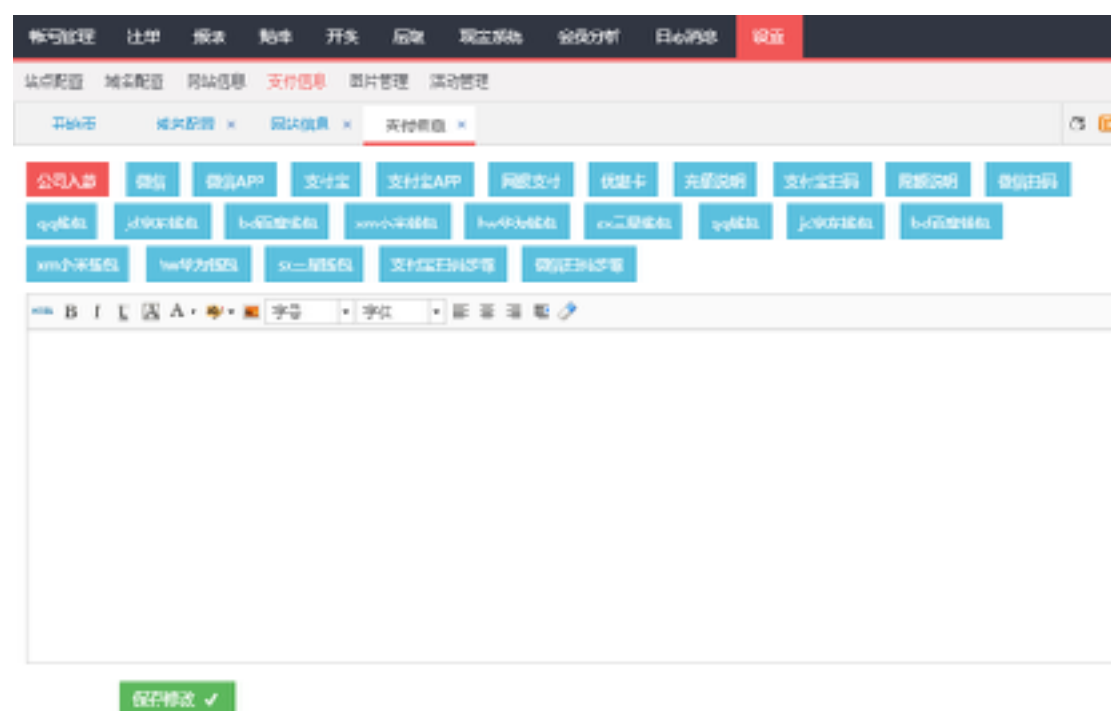 帐号管理 注单 报表 赔率 开关 层级 现金系统 会员分析 日志消息 设置
站点配置 域名配置 网站信息 支付信息 图片管理 活动管理
开始页 域名配置 × 网站信息 × 支付信息 ×
公司入款 微信 微信APP 支付宝 支付宝APP 网银支付 优惠卡 充值说明 支付宝扫码 限额说明 微信扫码
qq钱包 jd京东钱包 bd百度钱包 xm小米钱包 hw华为钱包 sx三星钱包 qq钱包 jd京东钱包 bd百度钱包
xm小米钱包 hw华为钱包 sx三星钱包 支付宝扫码步骤 微信扫码步骤
HTML B I U A A 字号 字体
保存修改